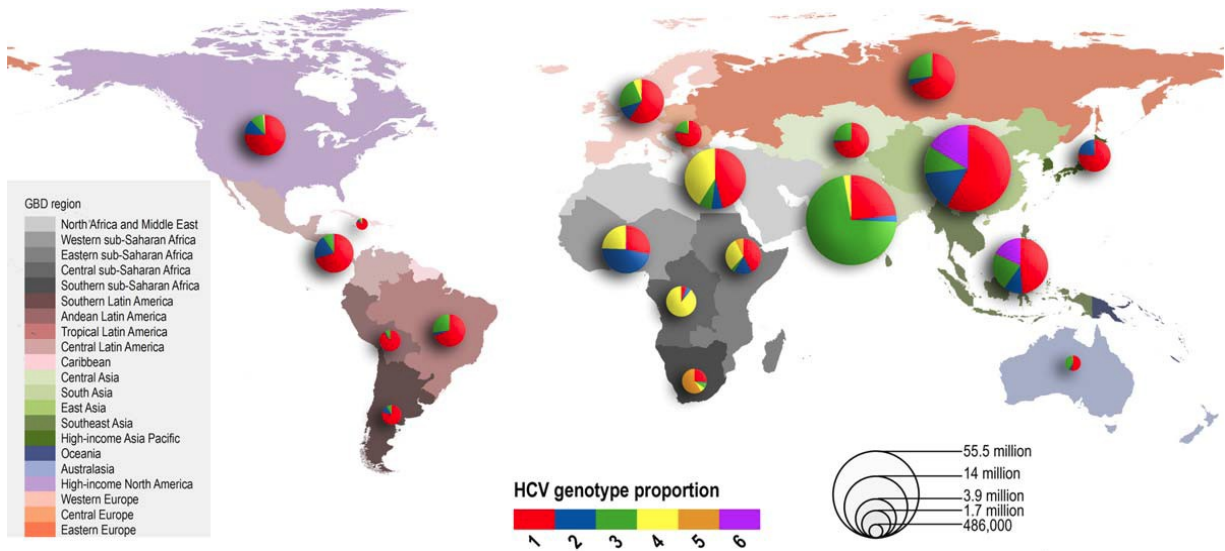 GBD region
North Africa and Middle East
Western sub-Saharan Africa
Eastern sub-Saharan Africa
Central sub-Saharan Africa
Southern sub-Saharan Africa
Southern Latin America
Andean Latin America
Tropical Latin America
Central Latin America
Caribbean
Central Asia
South Asia
East Asia
Southeast Asia
High-income Asia Pacific
Oceania
Australasia
High-income North America
Western Europe
Central Europe
Eastern Europe
HCV genotype proportion
1 2 3 4 5 6
55.5 million
14 million
3.9 million
1.7 million
486,000